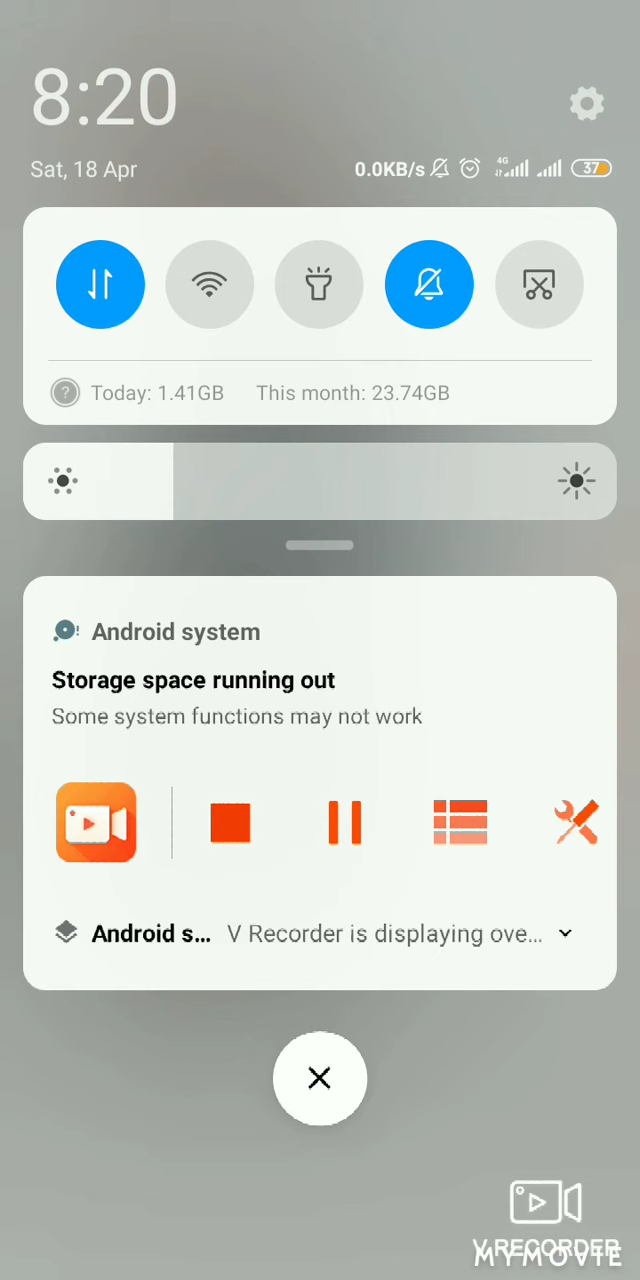 8:20
Sat, 18 Apr
0.0KB/s 4G 37
Today: 1.41GB This month: 23.74GB
Android system
Storage space running out
Some system functions may not work
Android s... V Recorder is displaying ove...
V RECORDER
MYMOVIE